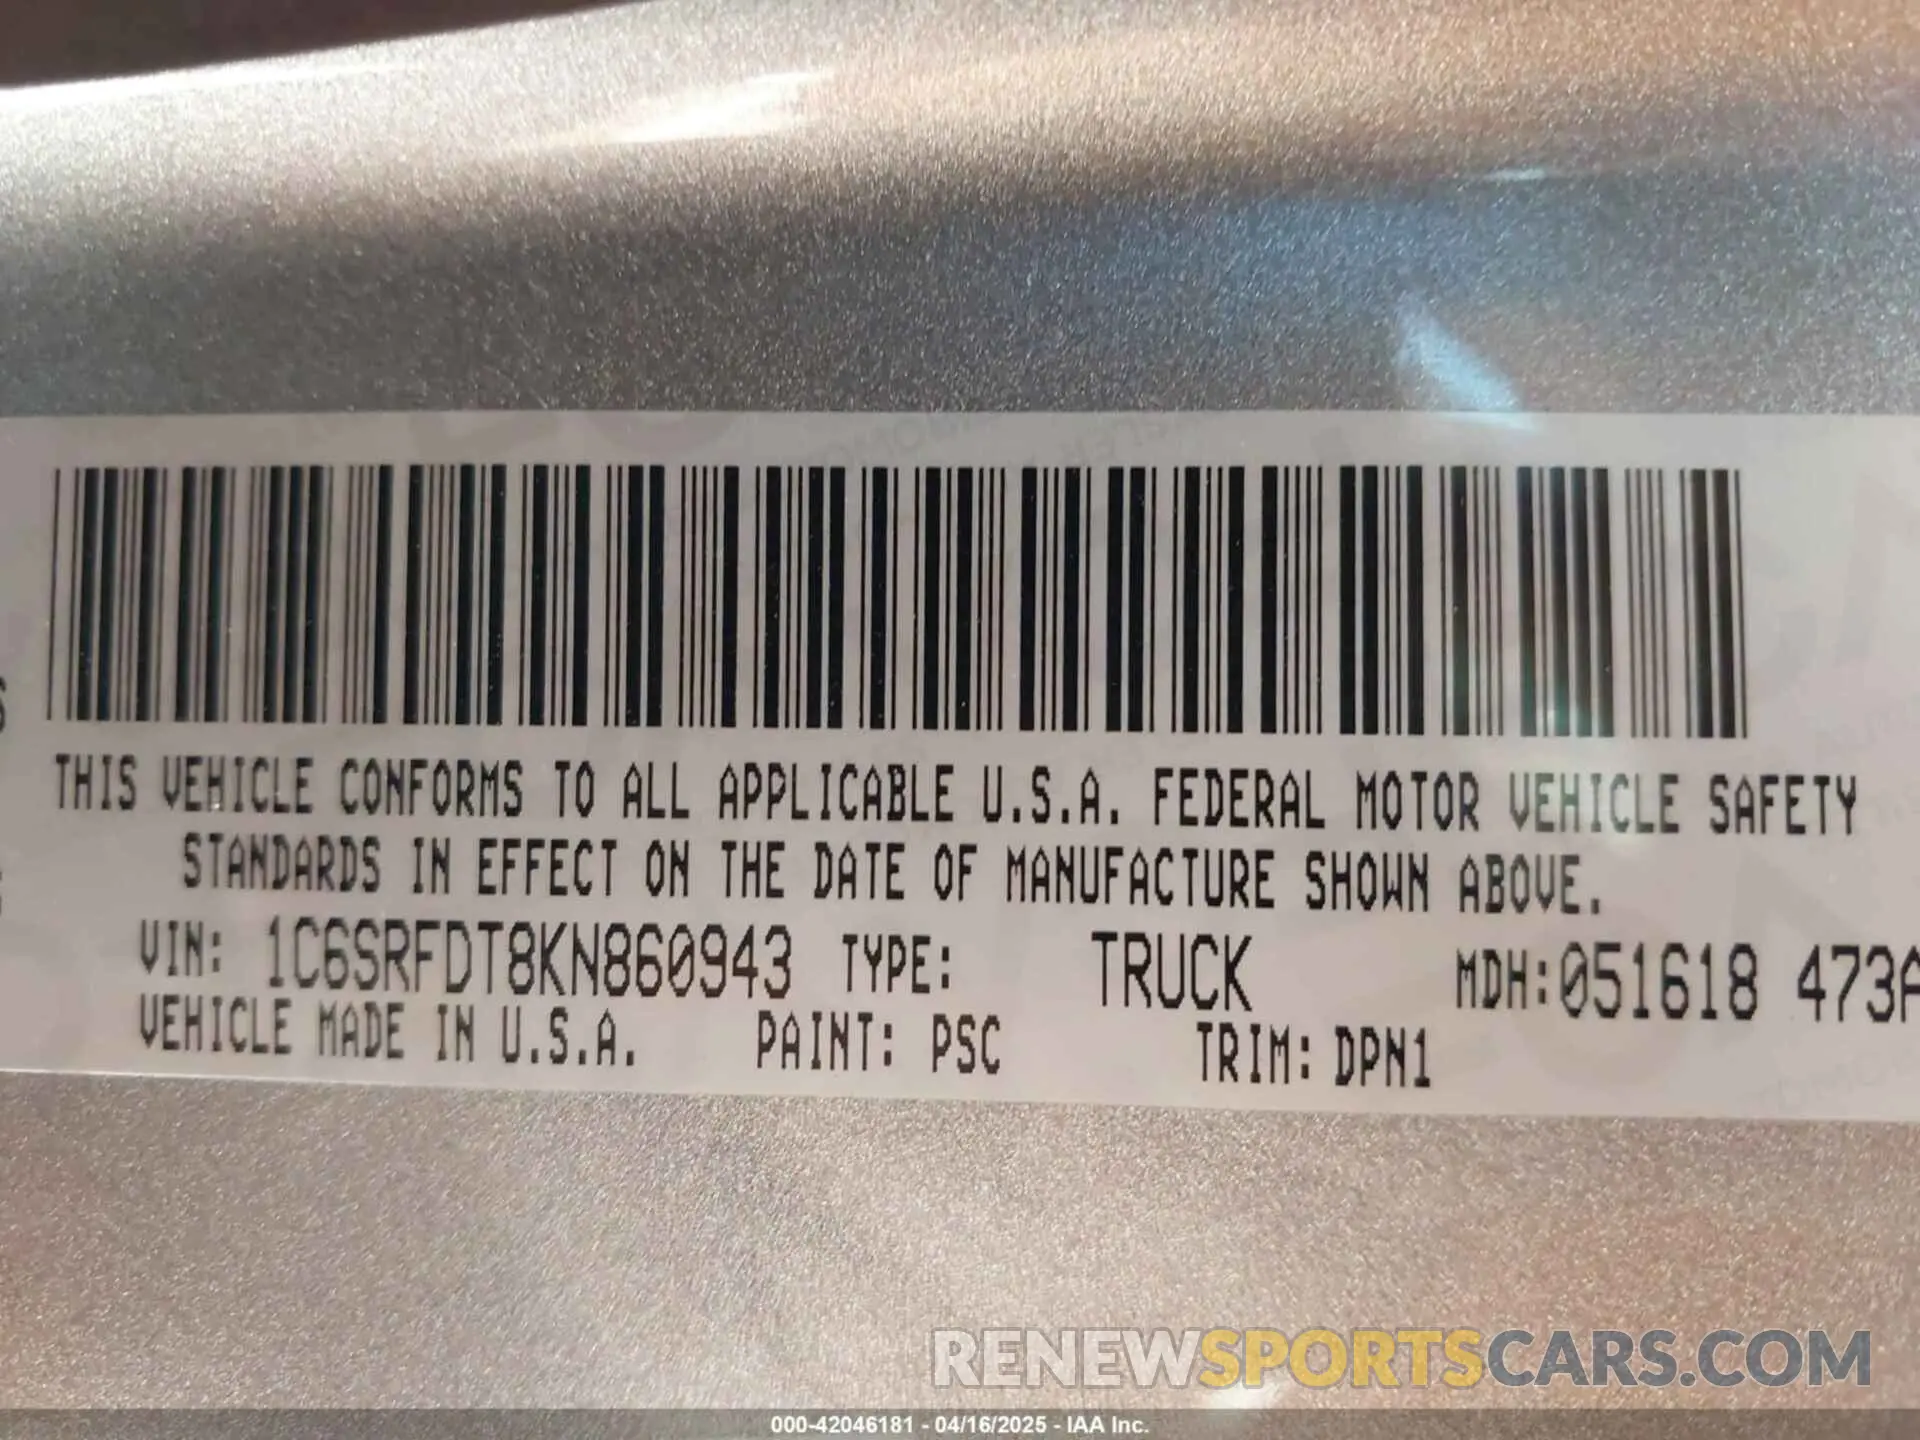 THIS VEHICLE CONFORMS TO ALL APPLICABLE U.S.A. FEDERAL MOTOR VEHICLE SAFETY
STANDARDS IN EFFECT ON THE DATE OF MANUFACTURE SHOWN ABOVE.
VIN: 1C6SRFDT8KN860943 TYPE: TRUCK MDH:051618 473A
VEHICLE MADE IN U.S.A. PAINT: PSC TRIM: DPN1
RENEWSPORTSCARS.COM
000-42046181 - 04/16/2025 - IAA Inc.